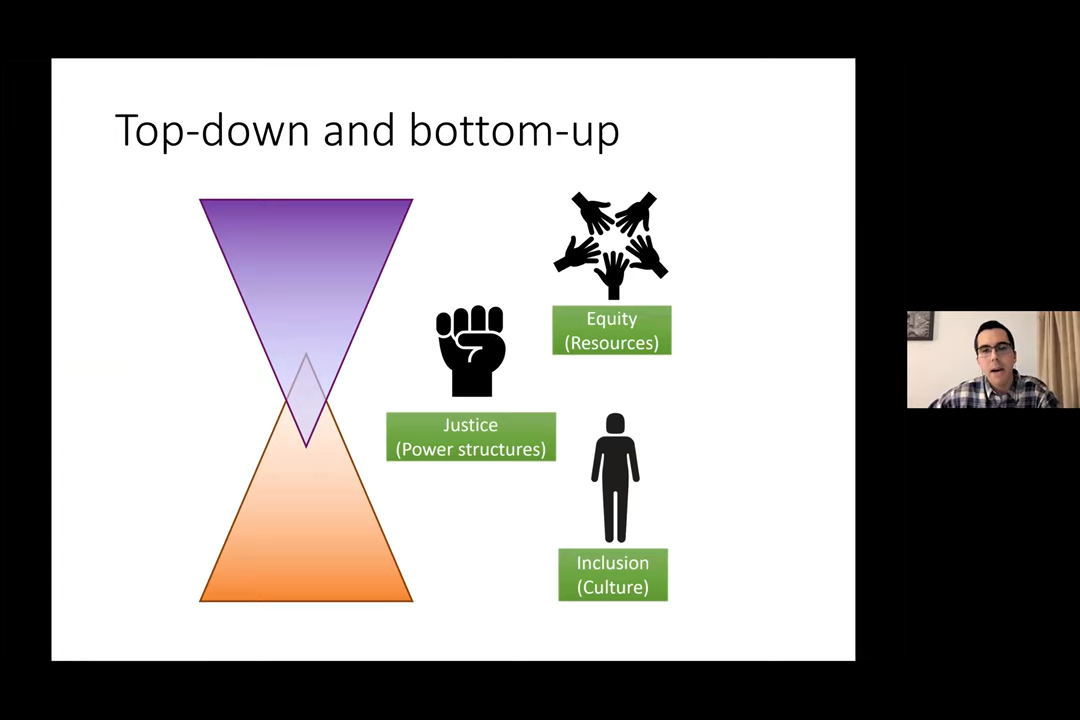 Top-down and bottom-up
Equity
(Resources)
Justice
(Power structures)
Inclusion
(Culture)